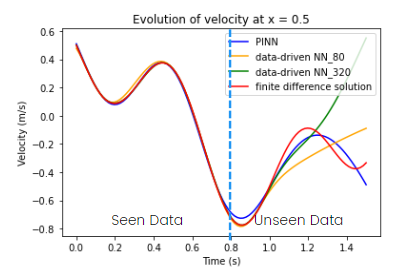 Evolution of velocity at x = 0.5
PINN
data-driven NN_80
data-driven NN_320
finite difference solution
Velocity (m/s)
0.6
0.4
0.2
0.0
−0.2
−0.4
−0.6
−0.8
Seen Data
Unseen Data
0.0 0.2 0.4 0.6 0.8 1.0 1.2 1.4
Time (s)